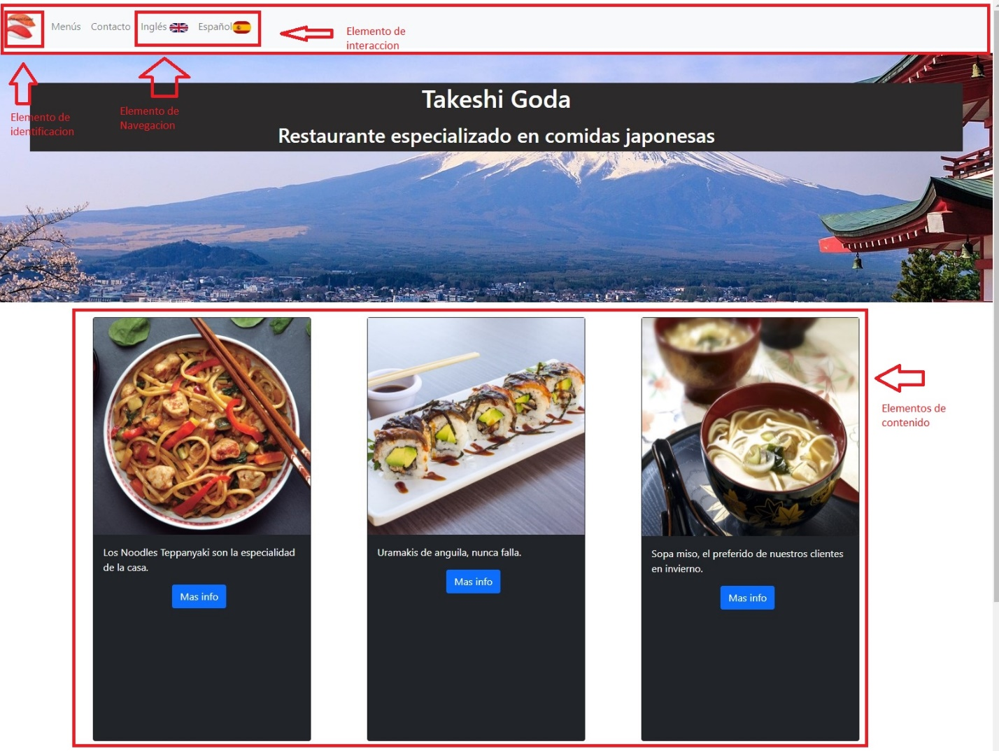 Menús Contacto Inglés Español
Elemento de
interaccion
Elemento de
identificacion
Elemento de
Navegacion
Takeshi Goda
Restaurante especializado en comidas japonesas
Elementos de
contenido
Los Noodles Teppanyaki son la especialidad
de la casa.
Mas info
Uramakis de anguila, nunca falla.
Mas info
Sopa miso, el preferido de nuestros clientes
en invierno.
Mas info